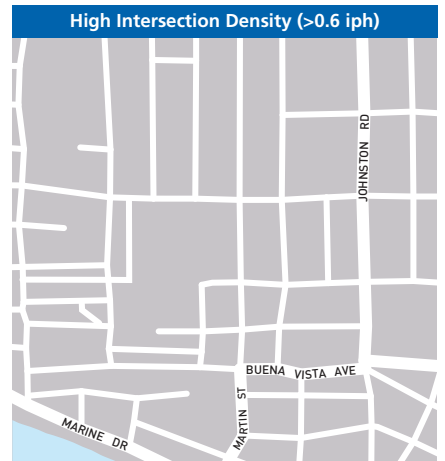 High Intersection Density (>0.6 iph)
JOHNSTON RD
BUENA VISTA AVE
MARTIN ST
MARINE DR